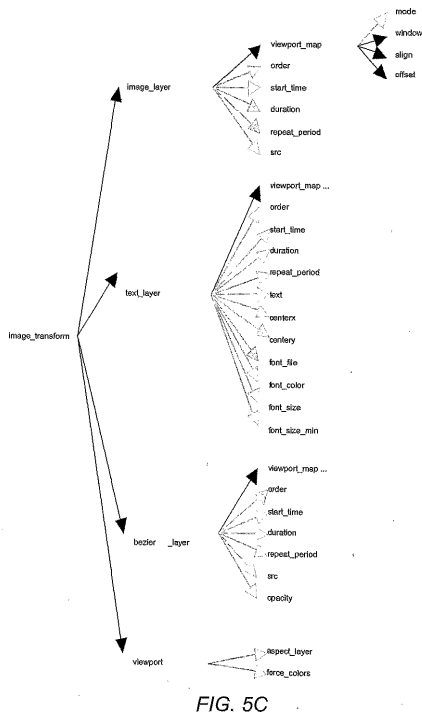 mode
window
align
offset
viewport_map
order
start_time
duration
repeat_period
src
image_layer
viewport_map ...
order
start_time
duration
repeat_period
text
centerx
centery
font_file
font_color
font_size
font_size_min
text_layer
image_transform
viewport_map ...
order
start_time
duration
repeat_period
src
opacity
bezier _layer
aspect_layer
force_colors
viewport
FIG. 5C